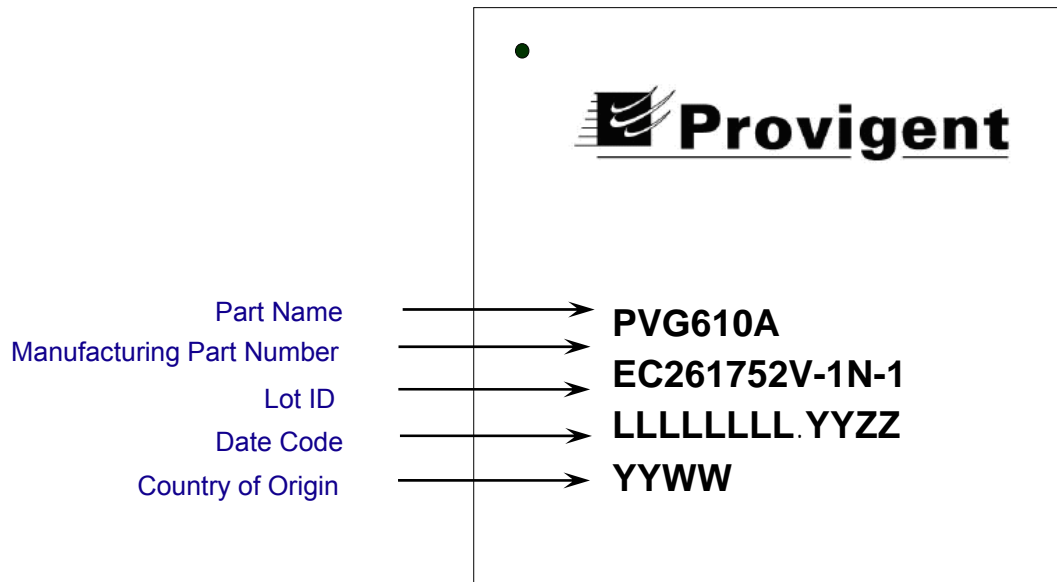 Provigent
Part Name
PVG610A
Manufacturing Part Number
EC261752V-1N-1
Lot ID
LLLLLLLL.YYZZ
Date Code
YYWW
Country of Origin